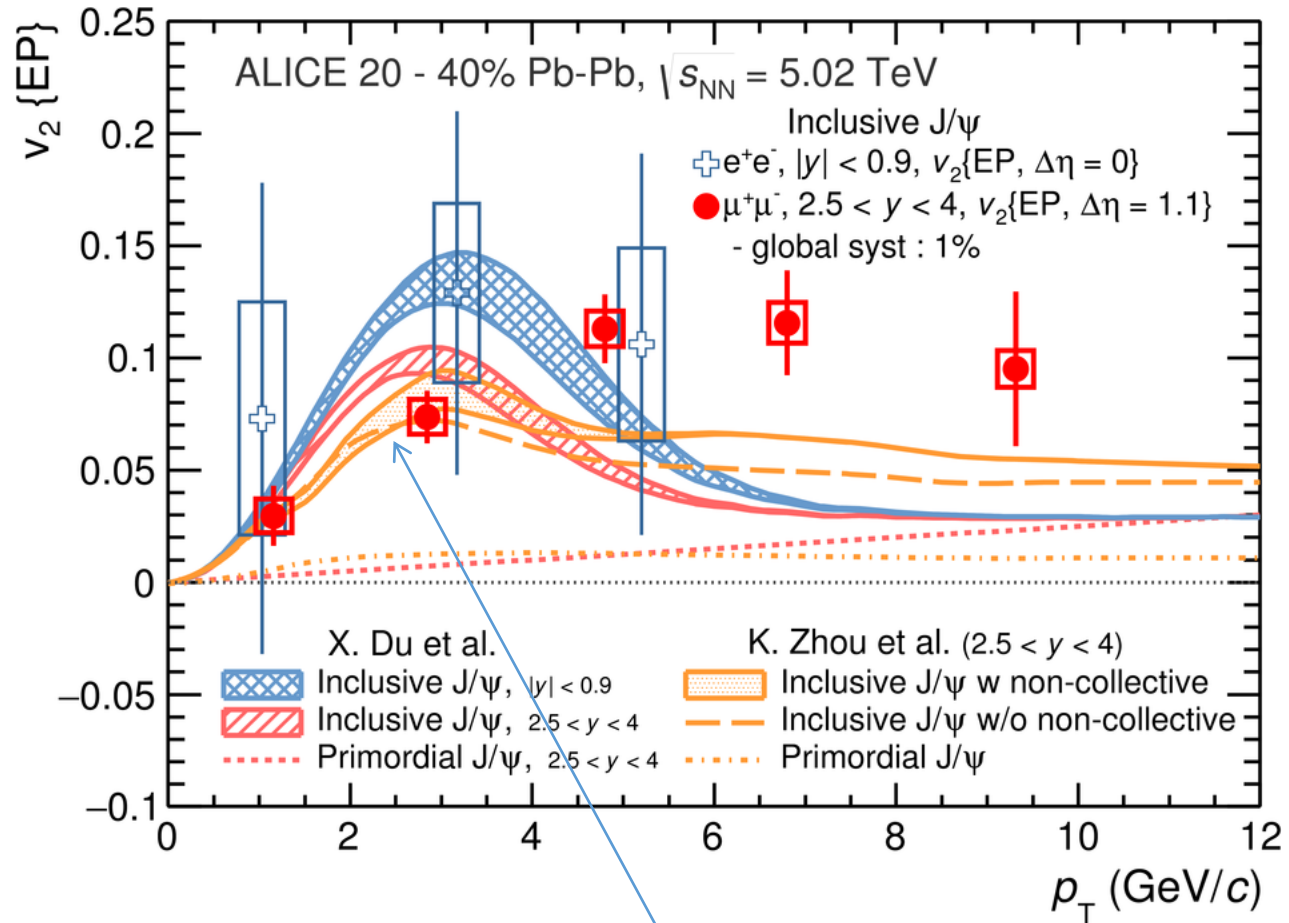 v₂ {EP}
0.25
0.2
0.15
0.1
0.05
0
−0.05
−0.1
ALICE 20 - 40% Pb-Pb, √sNN = 5.02 TeV
Inclusive J/ψ
e⁺e⁻, |y| < 0.9, v₂{EP, Δη = 0}
μ⁺μ⁻, 2.5 < y < 4, v₂{EP, Δη = 1.1}
- global syst : 1%
X. Du et al.
Inclusive J/ψ, |y| < 0.9
Inclusive J/ψ, 2.5 < y < 4
Primordial J/ψ, 2.5 < y < 4
K. Zhou et al. (2.5 < y < 4)
Inclusive J/ψ w non-collective
Inclusive J/ψ w/o non-collective
Primordial J/ψ
0 2 4 6 8 10 12
p_T (GeV/c)